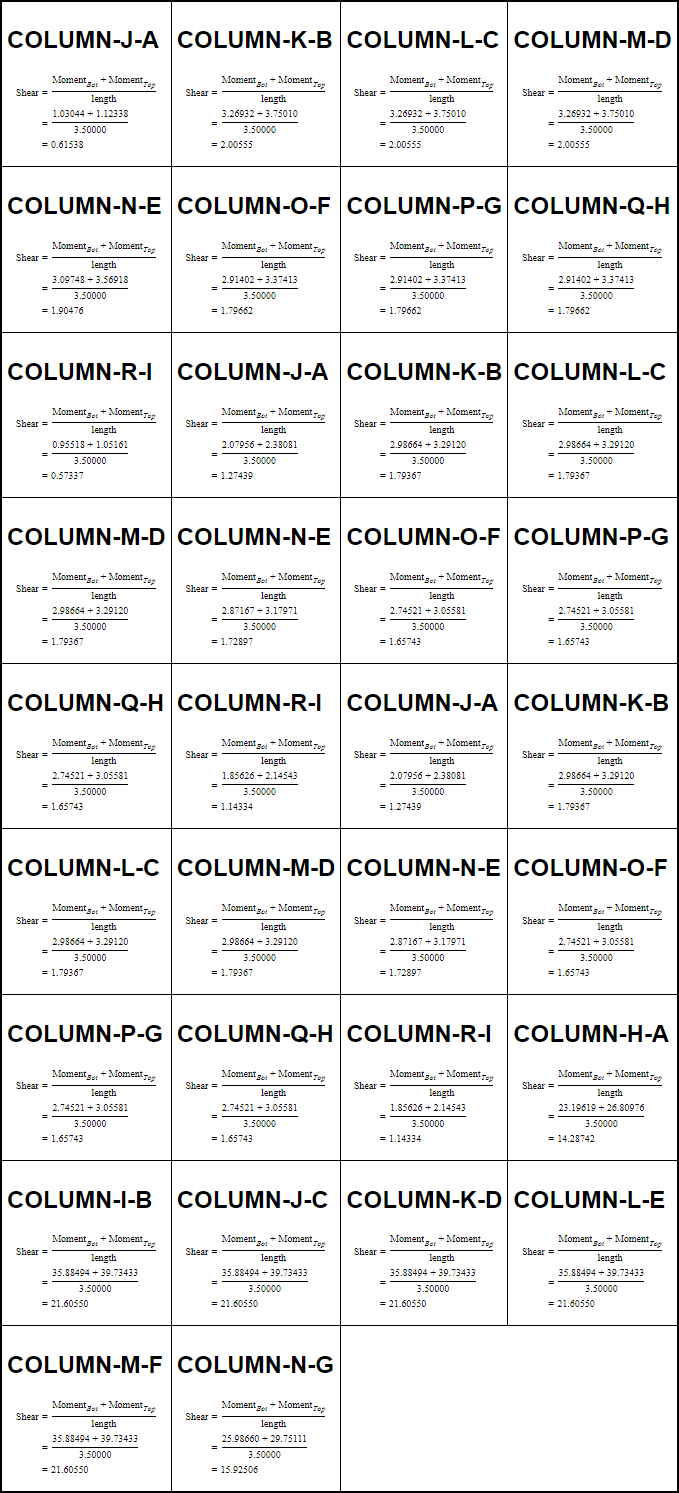 COLUMN-J-A
Shear = (Moment_Bot + Moment_Top) / length
= (1.03044 + 1.12338) / 3.50000
= 0.61538
COLUMN-K-B
Shear = (Moment_Bot + Moment_Top) / length
= (3.26932 + 3.75010) / 3.50000
= 2.00555
COLUMN-L-C
Shear = (Moment_Bot + Moment_Top) / length
= (3.26932 + 3.75010) / 3.50000
= 2.00555
COLUMN-M-D
Shear = (Moment_Bot + Moment_Top) / length
= (3.26932 + 3.75010) / 3.50000
= 2.00555
COLUMN-N-E
Shear = (Moment_Bot + Moment_Top) / length
= (3.09748 + 3.56918) / 3.50000
= 1.90476
COLUMN-O-F
Shear = (Moment_Bot + Moment_Top) / length
= (2.91402 + 3.37413) / 3.50000
= 1.79662
COLUMN-P-G
Shear = (Moment_Bot + Moment_Top) / length
= (2.91402 + 3.37413) / 3.50000
= 1.79662
COLUMN-Q-H
Shear = (Moment_Bot + Moment_Top) / length
= (2.91402 + 3.37413) / 3.50000
= 1.79662
COLUMN-R-I
Shear = (Moment_Bot + Moment_Top) / length
= (0.95518 + 1.05161) / 3.50000
= 0.57337
COLUMN-J-A
Shear = (Moment_Bot + Moment_Top) / length
= (2.07956 + 2.38081) / 3.50000
= 1.27439
COLUMN-K-B
Shear = (Moment_Bot + Moment_Top) / length
= (2.98664 + 3.29120) / 3.50000
= 1.79367
COLUMN-L-C
Shear = (Moment_Bot + Moment_Top) / length
= (2.98664 + 3.29120) / 3.50000
= 1.79367
COLUMN-M-D
Shear = (Moment_Bot + Moment_Top) / length
= (2.98664 + 3.29120) / 3.50000
= 1.79367
COLUMN-N-E
Shear = (Moment_Bot + Moment_Top) / length
= (2.87167 + 3.17971) / 3.50000
= 1.72897
COLUMN-O-F
Shear = (Moment_Bot + Moment_Top) / length
= (2.74521 + 3.05581) / 3.50000
= 1.65743
COLUMN-P-G
Shear = (Moment_Bot + Moment_Top) / length
= (2.74521 + 3.05581) / 3.50000
= 1.65743
COLUMN-Q-H
Shear = (Moment_Bot + Moment_Top) / length
= (2.74521 + 3.05581) / 3.50000
= 1.65743
COLUMN-R-I
Shear = (Moment_Bot + Moment_Top) / length
= (1.85626 + 2.14543) / 3.50000
= 1.14334
COLUMN-J-A
Shear = (Moment_Bot + Moment_Top) / length
= (2.07956 + 2.38081) / 3.50000
= 1.27439
COLUMN-K-B
Shear = (Moment_Bot + Moment_Top) / length
= (2.98664 + 3.29120) / 3.50000
= 1.79367
COLUMN-L-C
Shear = (Moment_Bot + Moment_Top) / length
= (2.98664 + 3.29120) / 3.50000
= 1.79367
COLUMN-M-D
Shear = (Moment_Bot + Moment_Top) / length
= (2.98664 + 3.29120) / 3.50000
= 1.79367
COLUMN-N-E
Shear = (Moment_Bot + Moment_Top) / length
= (2.87167 + 3.17971) / 3.50000
= 1.72897
COLUMN-O-F
Shear = (Moment_Bot + Moment_Top) / length
= (2.74521 + 3.05581) / 3.50000
= 1.65743
COLUMN-P-G
Shear = (Moment_Bot + Moment_Top) / length
= (2.74521 + 3.05581) / 3.50000
= 1.65743
COLUMN-Q-H
Shear = (Moment_Bot + Moment_Top) / length
= (2.74521 + 3.05581) / 3.50000
= 1.65743
COLUMN-R-I
Shear = (Moment_Bot + Moment_Top) / length
= (1.85626 + 2.14543) / 3.50000
= 1.14334
COLUMN-H-A
Shear = (Moment_Bot + Moment_Top) / length
= (23.19619 + 26.80976) / 3.50000
= 14.28742
COLUMN-I-B
Shear = (Moment_Bot + Moment_Top) / length
= (35.88494 + 39.73433) / 3.50000
= 21.60550
COLUMN-J-C
Shear = (Moment_Bot + Moment_Top) / length
= (35.88494 + 39.73433) / 3.50000
= 21.60550
COLUMN-K-D
Shear = (Moment_Bot + Moment_Top) / length
= (35.88494 + 39.73433) / 3.50000
= 21.60550
COLUMN-L-E
Shear = (Moment_Bot + Moment_Top) / length
= (35.88494 + 39.73433) / 3.50000
= 21.60550
COLUMN-M-F
Shear = (Moment_Bot + Moment_Top) / length
= (35.88494 + 39.73433) / 3.50000
= 21.60550
COLUMN-N-G
Shear = (Moment_Bot + Moment_Top) / length
= (25.98660 + 29.75111) / 3.50000
= 15.92506